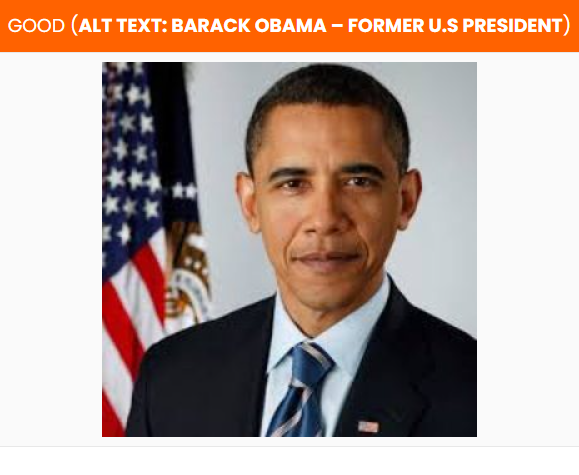 GOOD (ALT TEXT: BARACK OBAMA – FORMER U.S PRESIDENT)